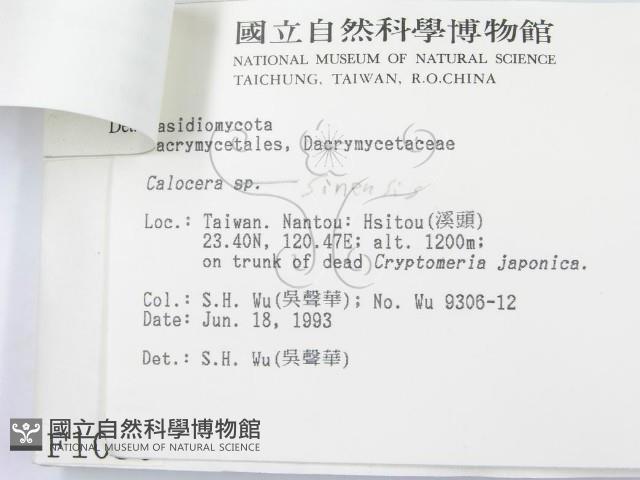 國立自然科學博物館
NATIONAL MUSEUM OF NATURAL SCIENCE
TAICHUNG, TAIWAN, R.O.CHINA
asidiomycota
acrymycetales, Dacrymycetaceae
Calocera sp. sinensis
Loc.: Taiwan. Nantou: Hsitou(溪頭)
23.40N, 120.47E; alt. 1200m;
on trunk of dead Cryptomeria japonica.
Col.: S.H. Wu(吳聲華); No. Wu 9306-12
Date: Jun. 18, 1993
Det.: S.H. Wu(吳聲華)
國立自然科學博物館
NATIONAL MUSEUM OF NATURAL SCIENCE